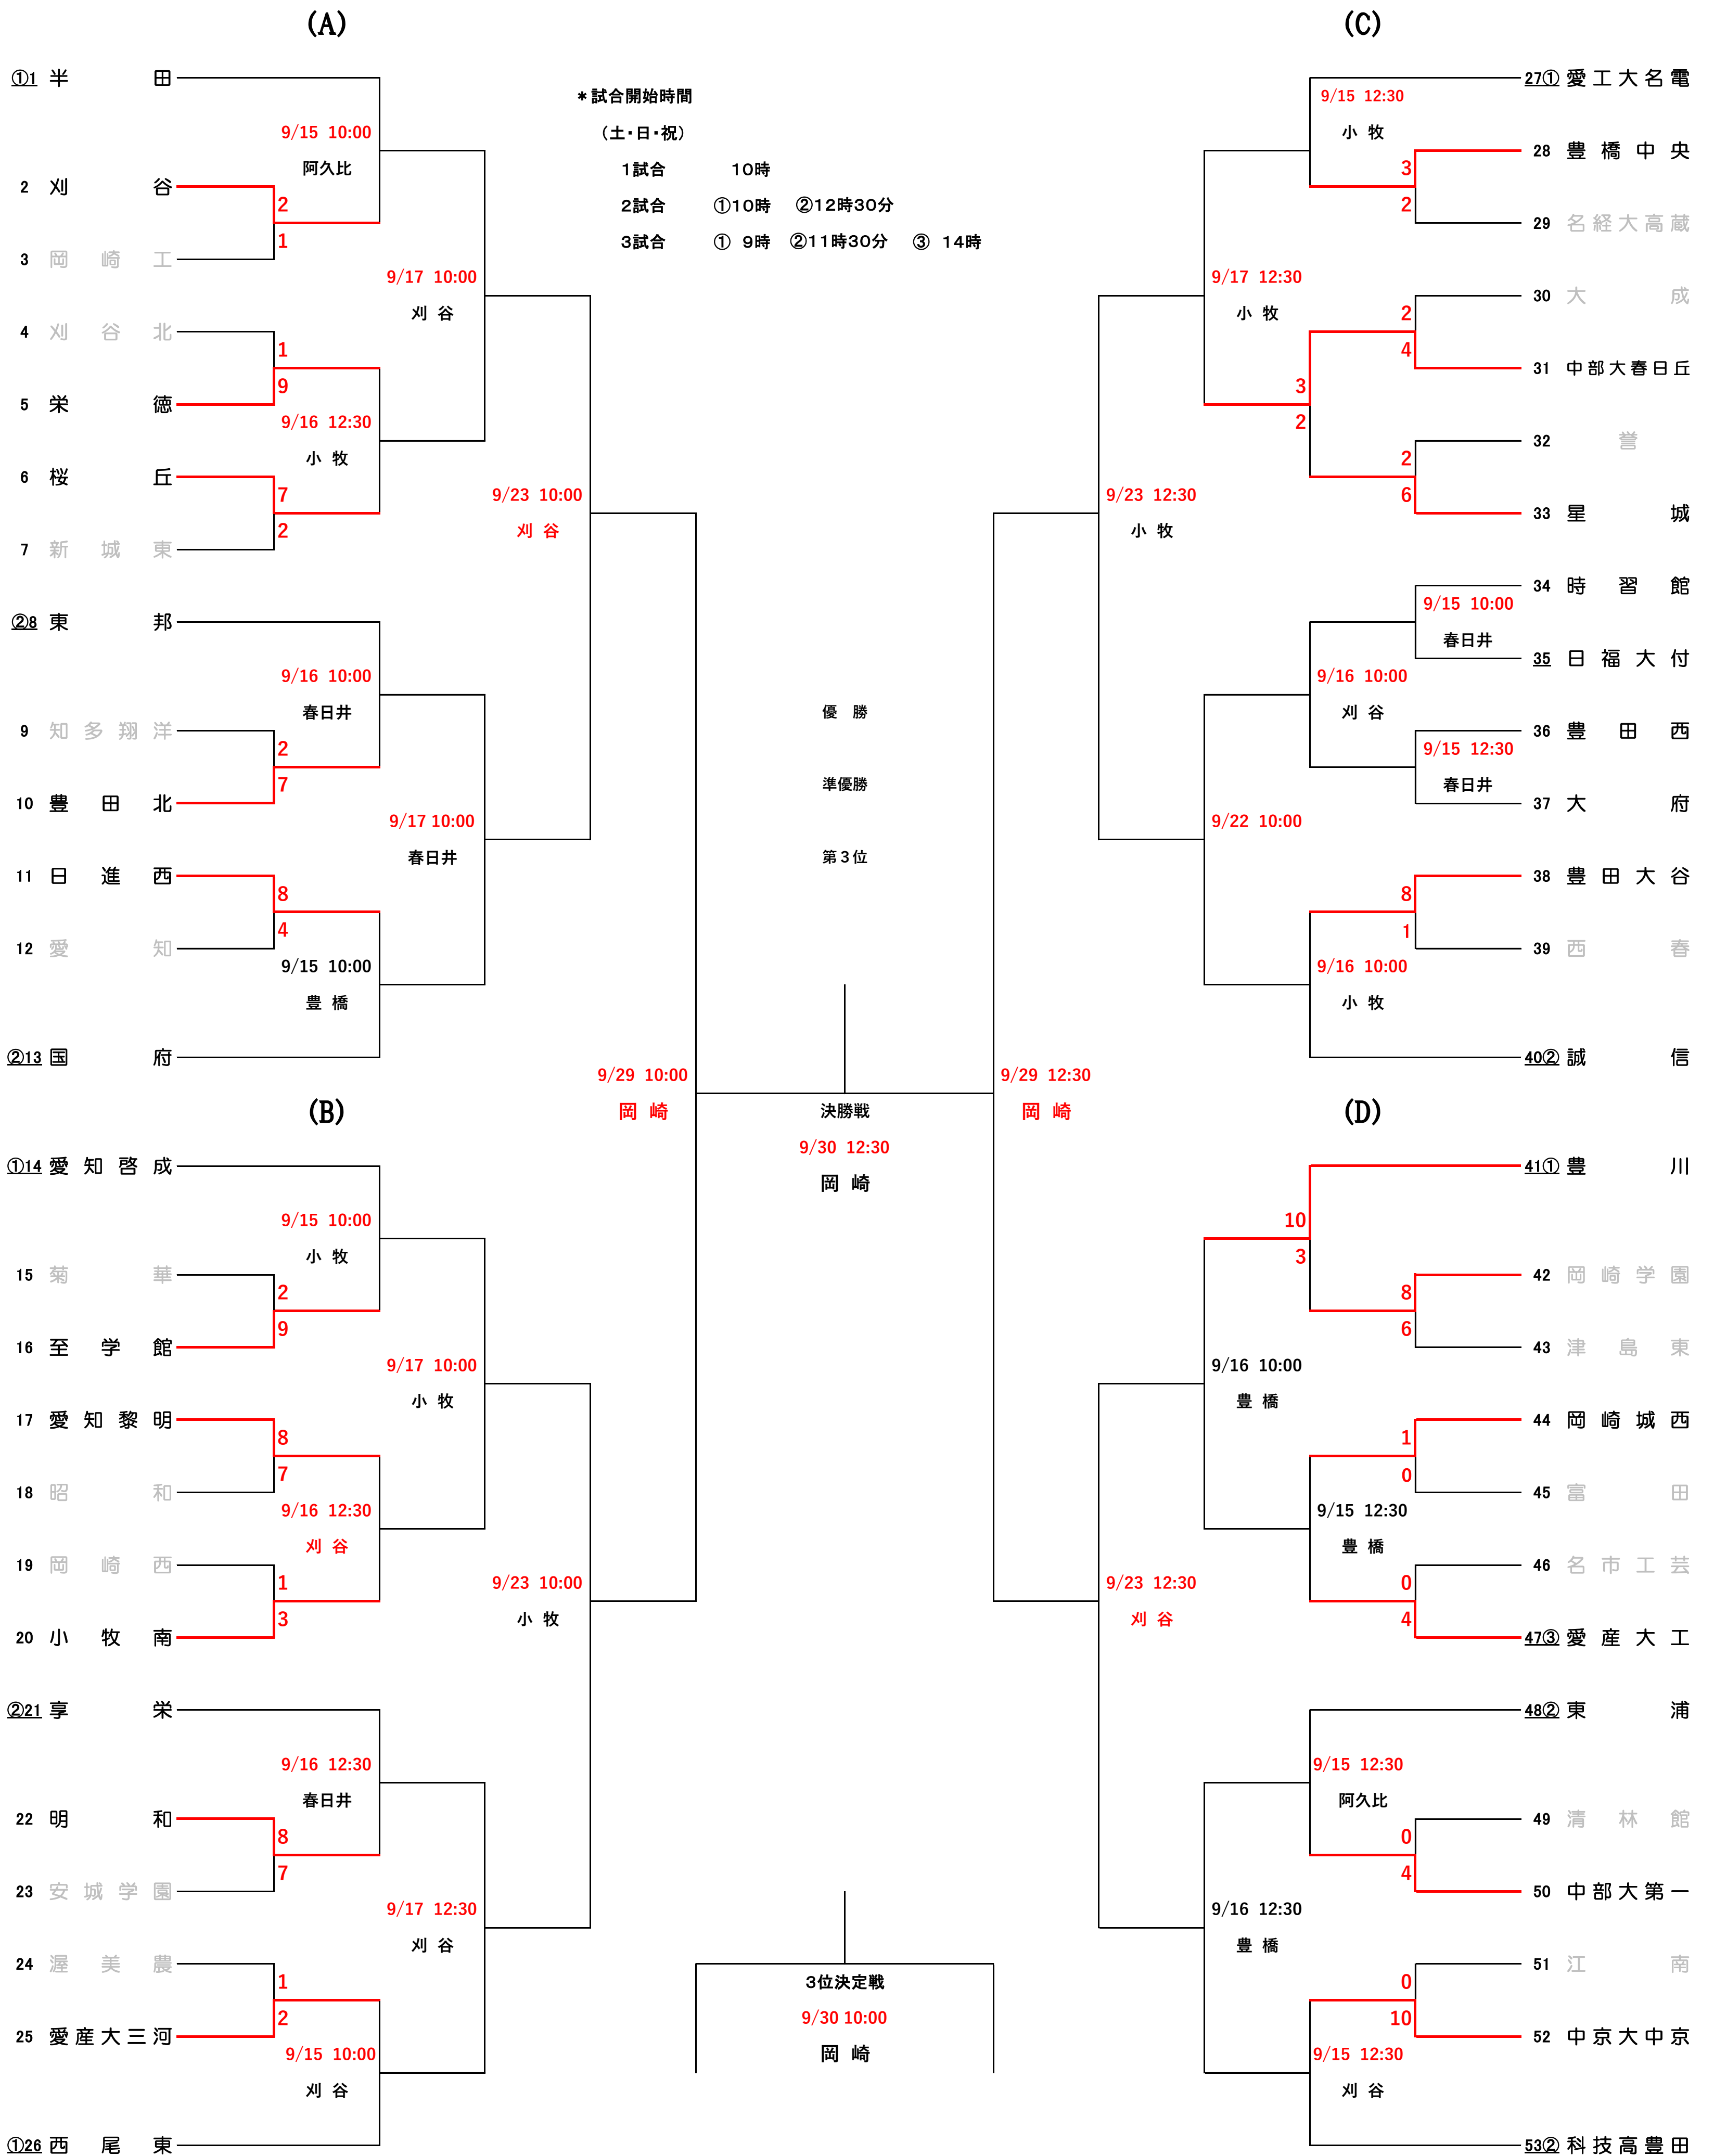 (A)
①1 半田
9/15 10:00
阿久比
2 刈谷
2
1
3 岡崎工
9/17 10:00
刈 谷
4 刈谷北
1
9
5 栄徳
9/16 12:30
小 牧
6 桜丘
7
2
7 新城東
9/23 10:00
刈 谷
②8 東邦
9/16 10:00
春日井
9 知多翔洋
2
7
10 豊田北
9/17 10:00
春日井
11 日進西
8
4
12 愛知
9/15 10:00
豊 橋
②13 国府
9/29 10:00
岡 崎
(B)
①14 愛知啓成
9/15 10:00
小 牧
15 菊華
2
9
16 至学館
9/17 10:00
小 牧
17 愛知黎明
8
7
18 昭和
9/16 12:30
刈 谷
19 岡崎西
1
3
20 小牧南
9/23 10:00
小 牧
②21 享栄
9/16 12:30
春日井
22 明和
8
7
23 安城学園
9/17 12:30
刈 谷
24 渥美農
1
2
25 愛産大三河
9/15 10:00
刈 谷
①26 西尾東
*試合開始時間
(土・日・祝)
1試合 10時
2試合 ①10時 ②12時30分
3試合 ① 9時 ②11時30分 ③ 14時
優 勝
準優勝
第3位
決勝戦
9/30 12:30
岡 崎
3位決定戦
9/30 10:00
岡 崎
(C)
27① 愛工大名電
9/15 12:30
小 牧
28 豊橋中央
3
2
29 名経大高蔵
9/17 12:30
小 牧
30 大成
2
4
31 中部大春日丘
3
2
32 誉
2
6
33 星城
9/23 12:30
小 牧
34 時習館
9/15 10:00
春日井
35 日福大付
9/16 10:00
刈 谷
36 豊田西
9/15 12:30
春日井
37 大府
9/22 10:00
38 豊田大谷
8
1
39 西春
9/16 10:00
小 牧
40② 誠信
9/29 12:30
岡 崎
(D)
41① 豊川
10
3
42 岡崎学園
8
6
43 津島東
9/16 10:00
豊 橋
44 岡崎城西
1
0
45 富田
9/15 12:30
豊 橋
46 名市工芸
0
4
47③ 愛産大工
9/23 12:30
刈 谷
48② 東浦
9/15 12:30
阿久比
49 清林館
0
4
50 中部大第一
9/16 12:30
豊 橋
51 江南
0
10
52 中京大中京
9/15 12:30
刈 谷
53② 科技高豊田